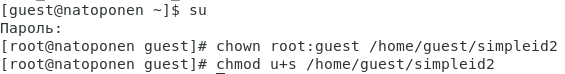 [guest@natoponen ~]$ su
Пароль:
[root@natoponen guest]# chown root:guest /home/guest/simpleid2
[root@natoponen guest]# chmod u+s /home/guest/simpleid2